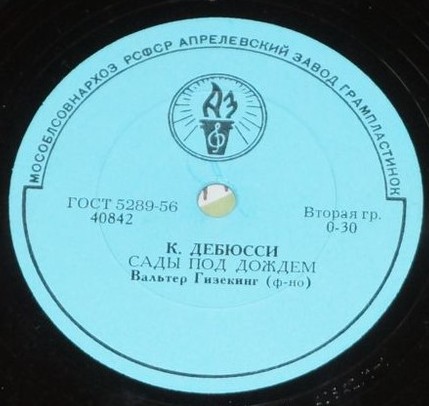 МОСОБЛСОВНАРХОЗ РСФСР АПРЕЛЕВСКИЙ ЗАВОД ГРАМПЛАСТИНОК
АЗ
ГОСТ 5289-56
40842
Вторая гр.
0-30
К. ДЕБЮССИ
САДЫ ПОД ДОЖДЕМ
Вальтер Гизекинг (ф-но)